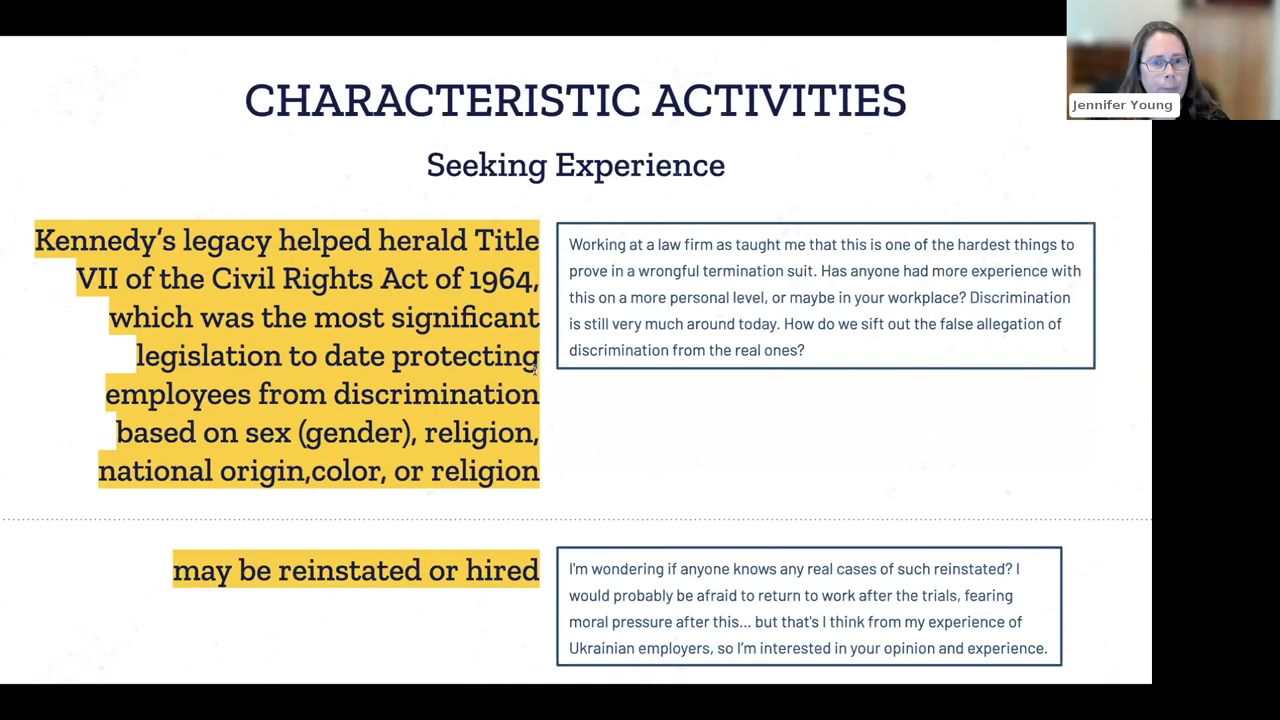 Jennifer Young
CHARACTERISTIC ACTIVITIES
Seeking Experience
Kennedy’s legacy helped herald Title
VII of the Civil Rights Act of 1964,
which was the most significant
legislation to date protecting
employees from discrimination
based on sex (gender), religion,
national origin,color, or religion
Working at a law firm as taught me that this is one of the hardest things to
prove in a wrongful termination suit. Has anyone had more experience with
this on a more personal level, or maybe in your workplace? Discrimination
is still very much around today. How do we sift out the false allegation of
discrimination from the real ones?
may be reinstated or hired
I'm wondering if anyone knows any real cases of such reinstated? I
would probably be afraid to return to work after the trials, fearing
moral pressure after this... but that's I think from my experience of
Ukrainian employers, so I'm interested in your opinion and experience.